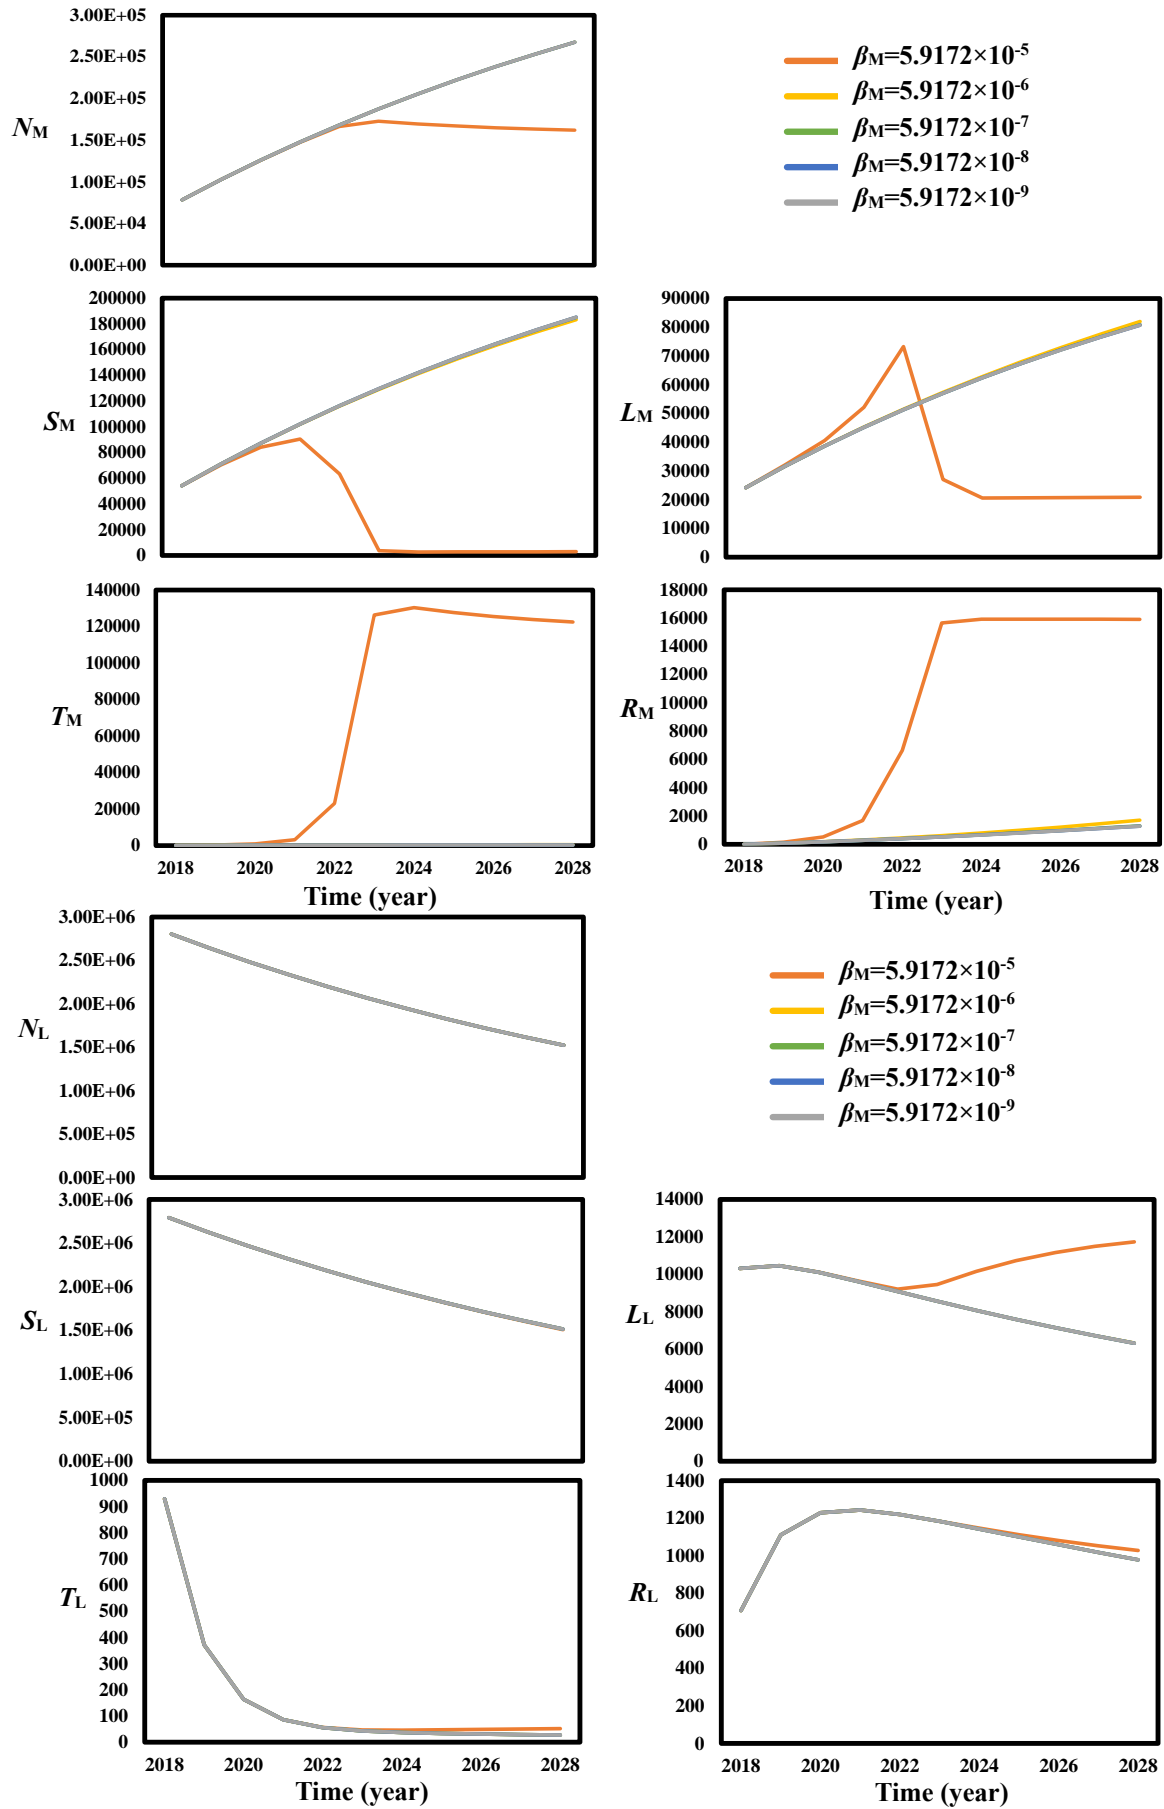 3.00E+05
2.50E+05
2.00E+05
1.50E+05
1.00E+05
5.00E+04
0.00E+00
N_M
β_M=5.9172×10⁻⁵
β_M=5.9172×10⁻⁶
β_M=5.9172×10⁻⁷
β_M=5.9172×10⁻⁸
β_M=5.9172×10⁻⁹
200000
180000
160000
140000
120000
100000
80000
60000
40000
20000
0
S_M
90000
80000
70000
60000
50000
40000
30000
20000
10000
0
L_M
140000
120000
100000
80000
60000
40000
20000
0
T_M
2018 2020 2022 2024 2026 2028
Time (year)
18000
16000
14000
12000
10000
8000
6000
4000
2000
0
R_M
2018 2020 2022 2024 2026 2028
Time (year)
3.00E+06
2.50E+06
2.00E+06
1.50E+06
1.00E+06
5.00E+05
0.00E+00
N_L
β_M=5.9172×10⁻⁵
β_M=5.9172×10⁻⁶
β_M=5.9172×10⁻⁷
β_M=5.9172×10⁻⁸
β_M=5.9172×10⁻⁹
3.00E+06
2.50E+06
2.00E+06
1.50E+06
1.00E+06
5.00E+05
0.00E+00
S_L
14000
12000
10000
8000
6000
4000
2000
0
L_L
1000
900
800
700
600
500
400
300
200
100
0
T_L
2018 2020 2022 2024 2026 2028
Time (year)
1400
1200
1000
800
600
400
200
0
R_L
2018 2020 2022 2024 2026 2028
Time (year)